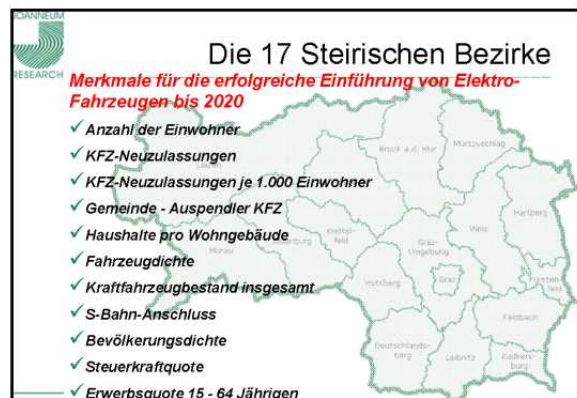 JOANNEUM
RESEARCH
Die 17 Steirischen Bezirke
Merkmale für die erfolgreiche Einführung von Elektro-
Fahrzeugen bis 2020
✓ Anzahl der Einwohner
✓ KFZ-Neuzulassungen
✓ KFZ-Neuzulassungen je 1.000 Einwohner
✓ Gemeinde - Auspendler KFZ
✓ Haushalte pro Wohngebäude
✓ Fahrzeugdichte
✓ Kraftfahrzeugbestand insgesamt
✓ S-Bahn-Anschluss
✓ Bevölkerungsdichte
✓ Steuerkraftquote
✓ Erwerbsquote 15 - 64 Jährigen
Bruck a.d. Mur
Mürzzuschlag
Leoben
Hartberg
Weiz
Knittel-
feld
Murau
Graz-
Umgebung
Graz
Voitsberg
Fürsten-
feld
Feldbach
Deutschlands-
berg
Leibnitz
Radkers-
burg